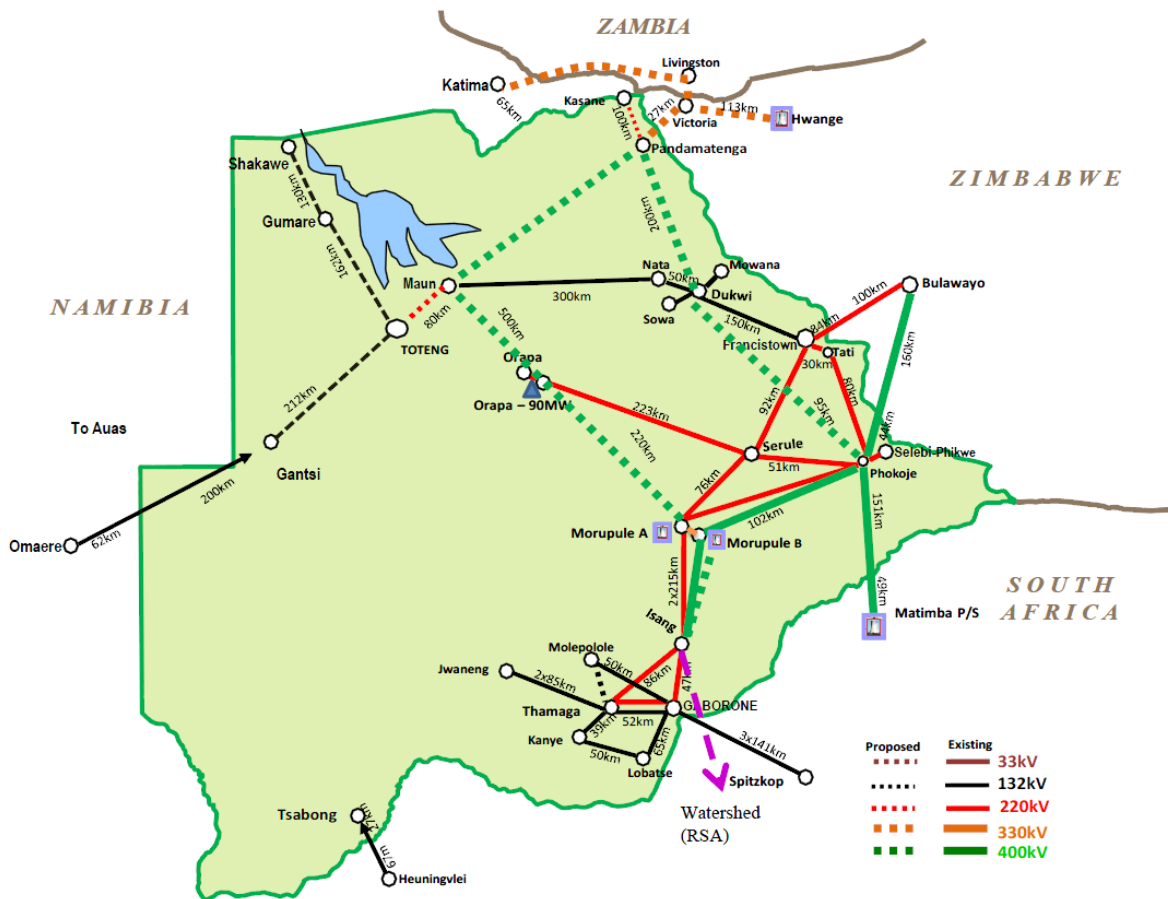 ZAMBIA
Livingston
Katima
65km
Kasane
100km
27km
Victoria
113km
Hwange
Pandamatenga
Shakawe
130km
ZIMBABWE
Gumare
162km
200km
Mowana
Nata
50km
Dukwi
Maun
300km
Sowa
Bulawayo
100km
NAMIBIA
80km
150km
84km
Francistown
Tati
30km
160km
TOTENG
500km
Orapa
Orapa – 90MW
223km
92km
80km
95km
212km
To Auas
Gantsi
220km
Serule
51km
44km
Selebi-Phikwe
Phokoje
200km
76km
62km
Omaere
Morupule A
Morupule B
102km
151km
2x215km
49km
SOUTH
AFRICA
Matimba P/S
Isang
Molepolole
50km
Jwaneng
2x85km
86km
47km
Thamaga
GABORONE
52km
39km
Kanye
50km
65km
Lobatse
3x141km
Spitzkop
Watershed
(RSA)
Tsabong
27km
67m
Heuningvlei
Proposed
Existing
33kV
132kV
220kV
330kV
400kV